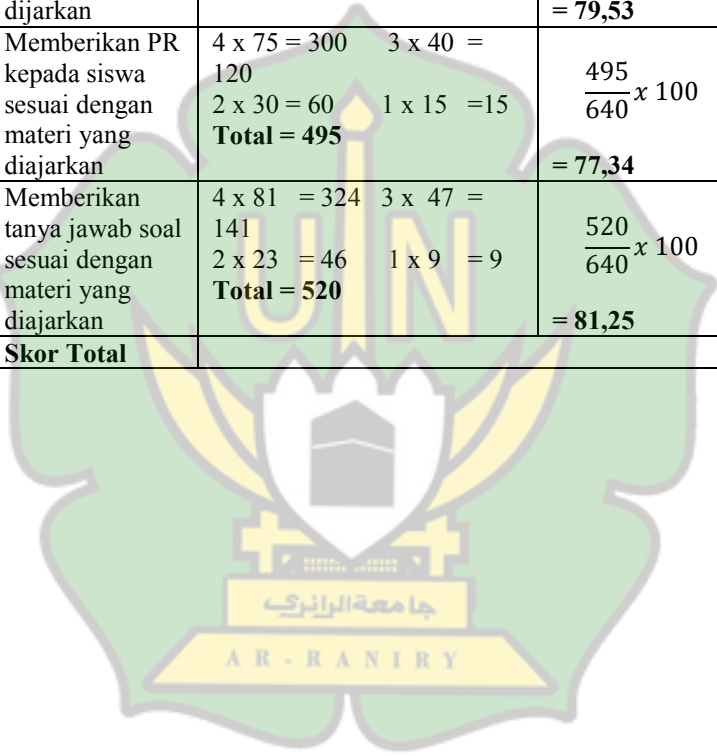 dijarkan
= 79,53
Memberikan PR
kepada siswa
sesuai dengan
materi yang
diajarkan
4 x 75 = 300 3 x 40 =
120
2 x 30 = 60 1 x 15 =15
Total = 495
495
640
x 100
= 77,34
Memberikan
tanya jawab soal
sesuai dengan
materi yang
diajarkan
4 x 81 = 324 3 x 47 =
141
2 x 23 = 46 1 x 9 = 9
Total = 520
520
640
x 100
= 81,25
Skor Total
UIN
جامعةالرانري
AR-RANIRY